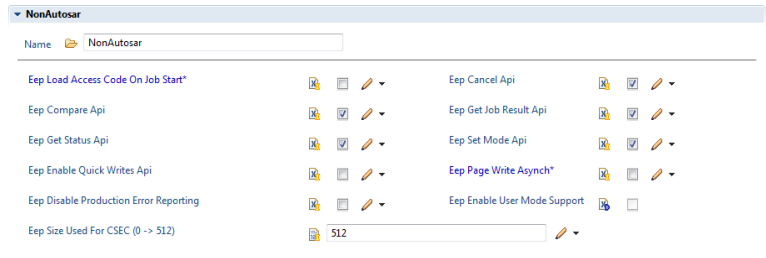 NonAutosar
Name NonAutosar
Eep Load Access Code On Job Start* Eep Cancel Api
Eep Compare Api Eep Get Job Result Api
Eep Get Status Api Eep Set Mode Api
Eep Enable Quick Writes Api Eep Page Write Asynch*
Eep Disable Production Error Reporting Eep Enable User Mode Support
Eep Size Used For CSEC (0 -> 512) 512